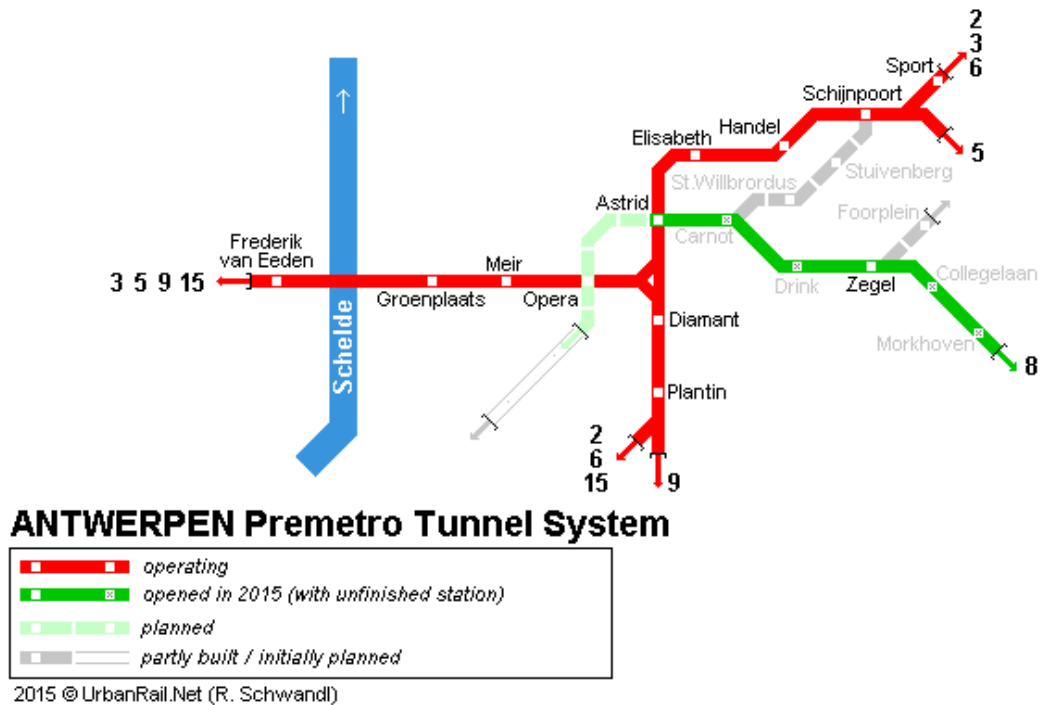 2
3
6
Sport
Schijnpoort
Handel
Elisabeth
5
St.Willbrordus
Stuivenberg
Astrid
Foorplein
Carnot
Frederik
van Eeden
Meir
3 5 9 15
Groenplaats
Opera
Drink
Zegel
Collegelaan
Diamant
Schelde
Morkhoven
8
Plantin
2
6
15
9
ANTWERPEN Premetro Tunnel System
operating
opened in 2015 (with unfinished station)
planned
partly built / initially planned
2015 © UrbanRail.Net (R. Schwandl)